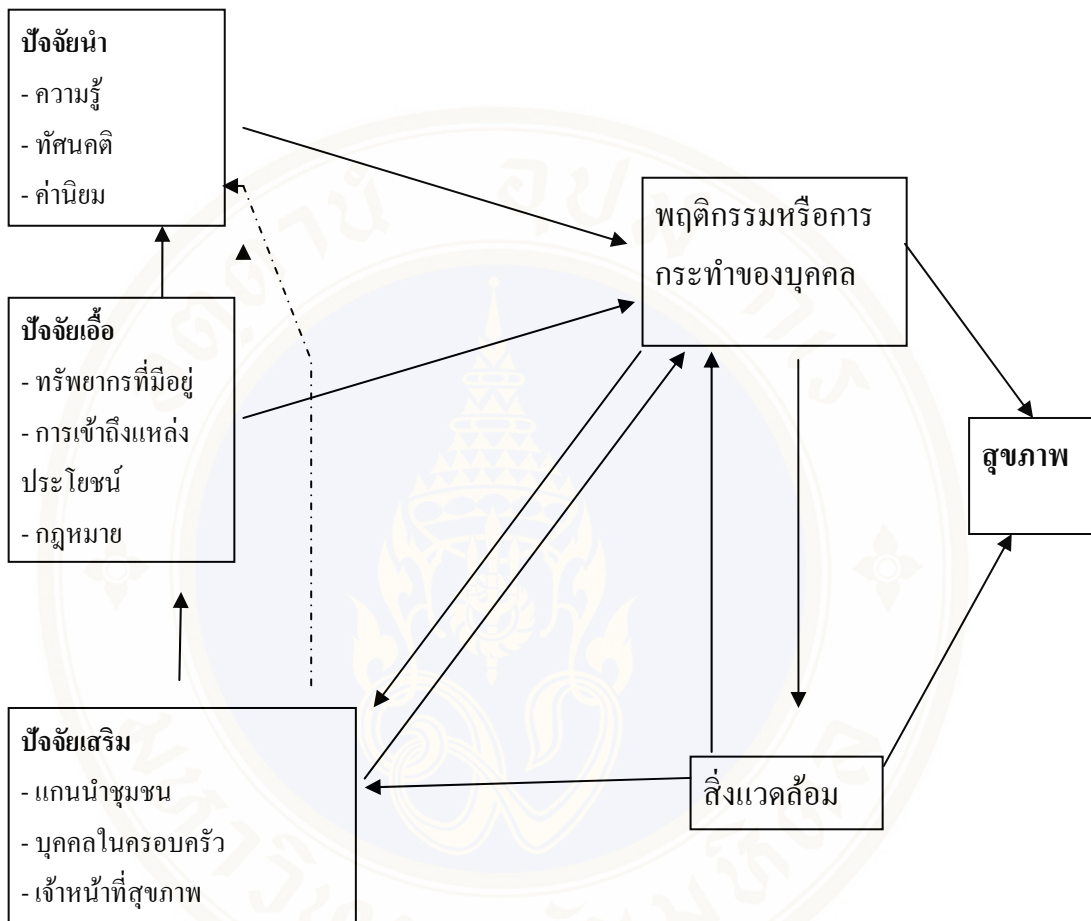 ปัจจัยนำ
- ความรู้
- ทัศนคติ
- ค่านิยม
พฤติกรรมหรือการ
กระทำของบุคคล
ปัจจัยเอื้อ
- ทรัพยากรที่มีอยู่
- การเข้าถึงแหล่ง
ประโยชน์
- กฎหมาย
สุขภาพ
ปัจจัยเสริม
- แกนนำชุมชน
- บุคคลในครอบครัว
- เจ้าหน้าที่สุขภาพ
สิ่งแวดล้อม